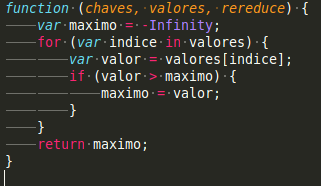 function (chaves, valores, rereduce) {
    var maximo = -Infinity;
    for (var indice in valores) {
        var valor = valores[indice];
        if (valor > maximo) {
            maximo = valor;
        }
    }
    return maximo;
}